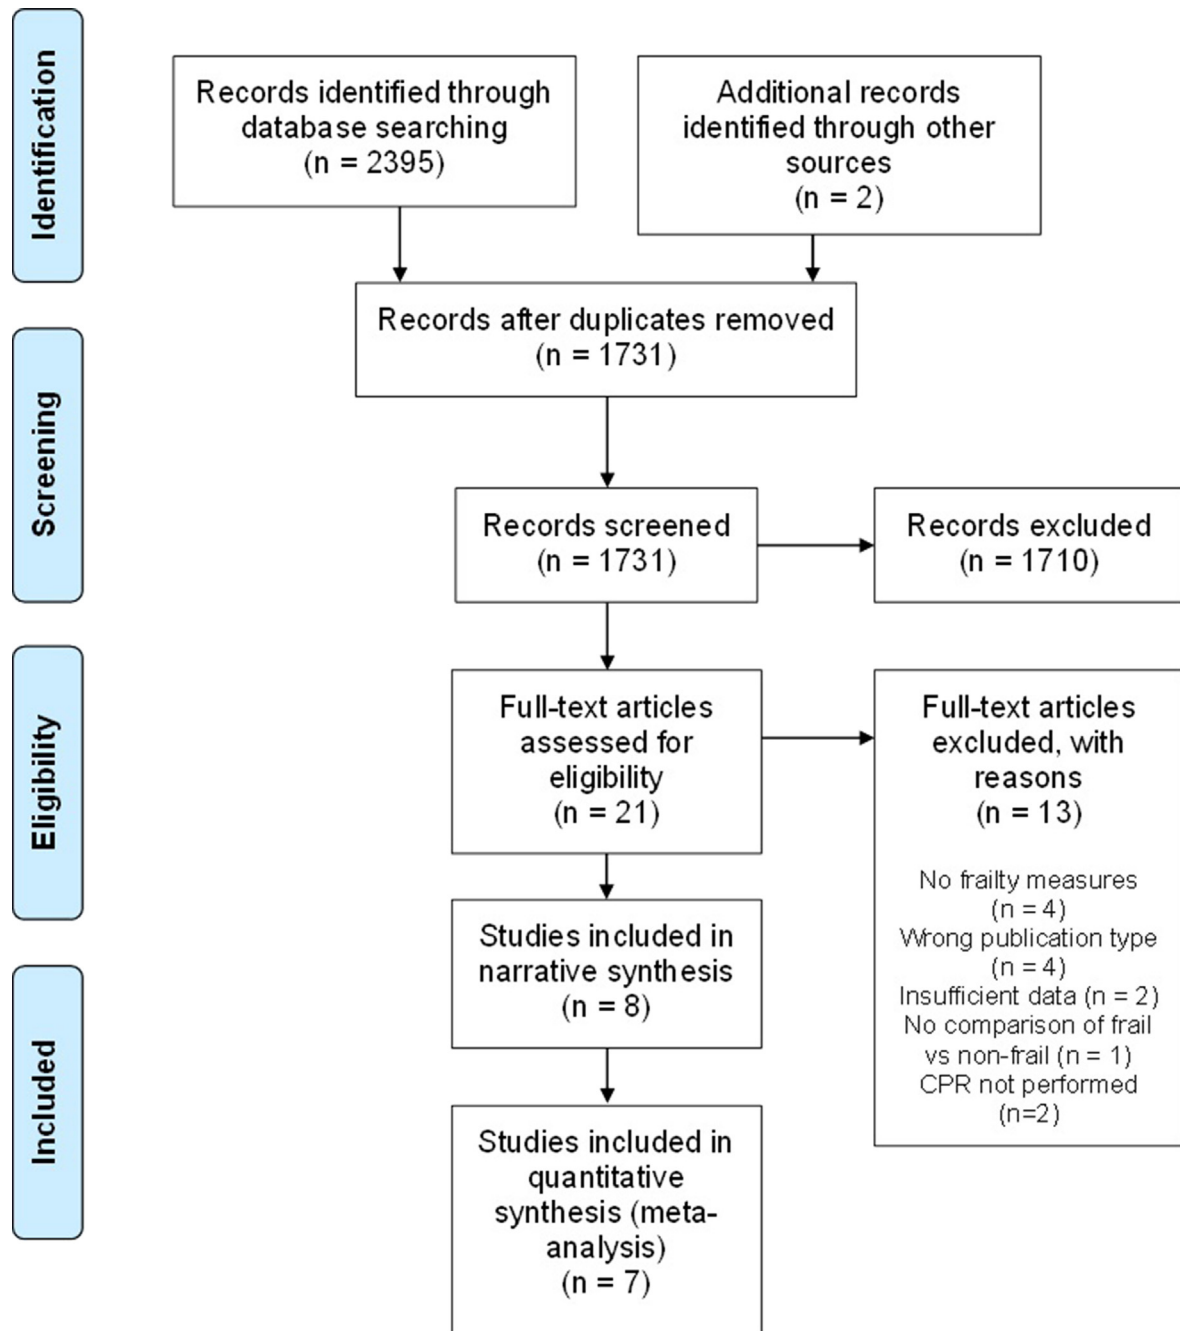 Identification
Records identified through
database searching
(n = 2395)
Additional records
identified through other
sources
(n = 2)
Records after duplicates removed
(n = 1731)
Screening
Records screened
(n = 1731)
Records excluded
(n = 1710)
Eligibility
Full-text articles
assessed for
eligibility
(n = 21)
Full-text articles
excluded, with
reasons
(n = 13)
No frailty measures
(n = 4)
Wrong publication type
(n = 4)
Insufficient data (n = 2)
No comparison of frail
vs non-frail (n = 1)
CPR not performed
(n=2)
Studies included in
narrative synthesis
(n = 8)
Included
Studies included in
quantitative
synthesis (meta-
analysis)
(n = 7)